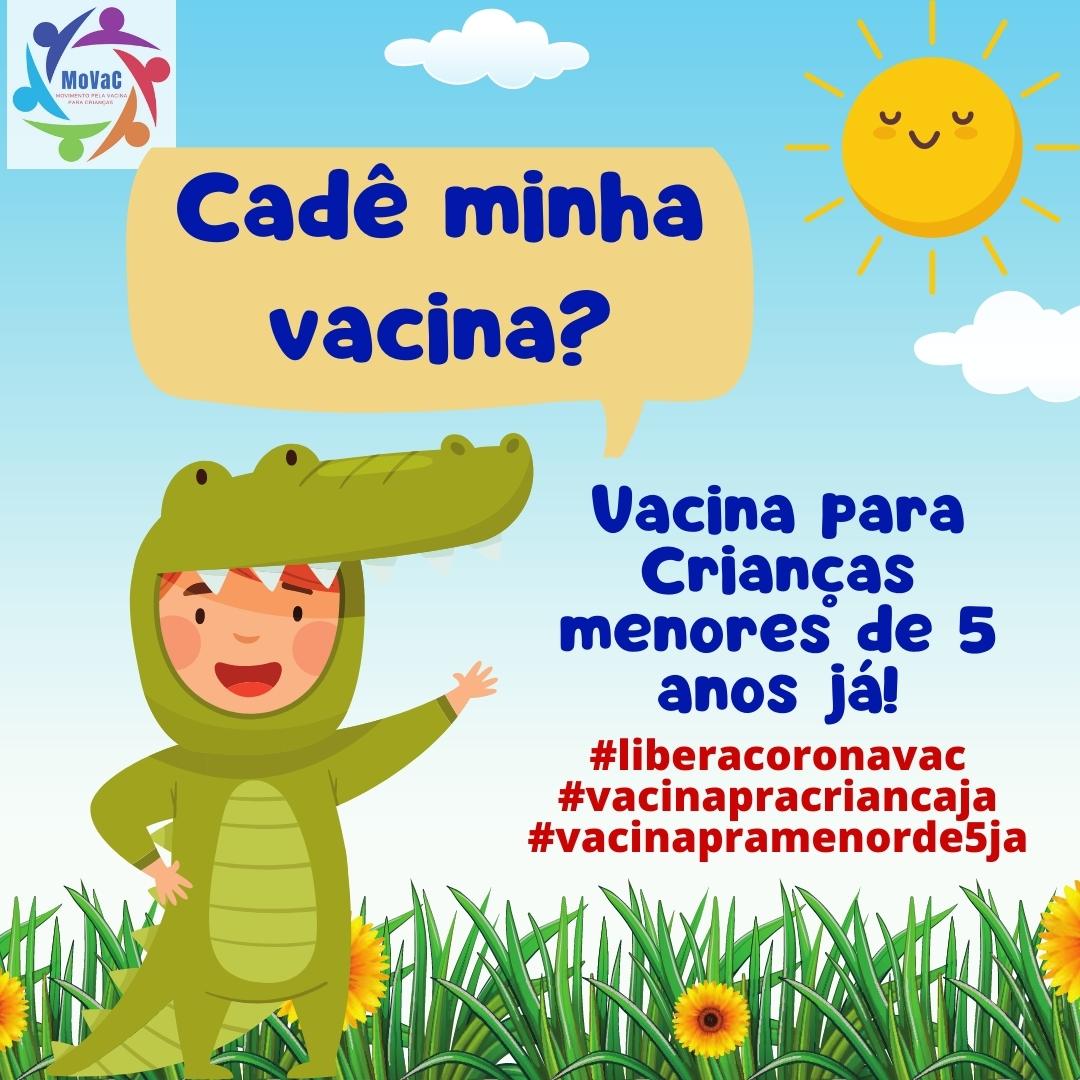 MoVaC
MOVIMENTO PELA VACINA
PARA CRIANÇAS
Cadê minha
vacina?
Vacina para
Crianças
menores de 5
anos já!
#liberacoronavac
#vacinapracriancaja
#vacinapramenorde5ja